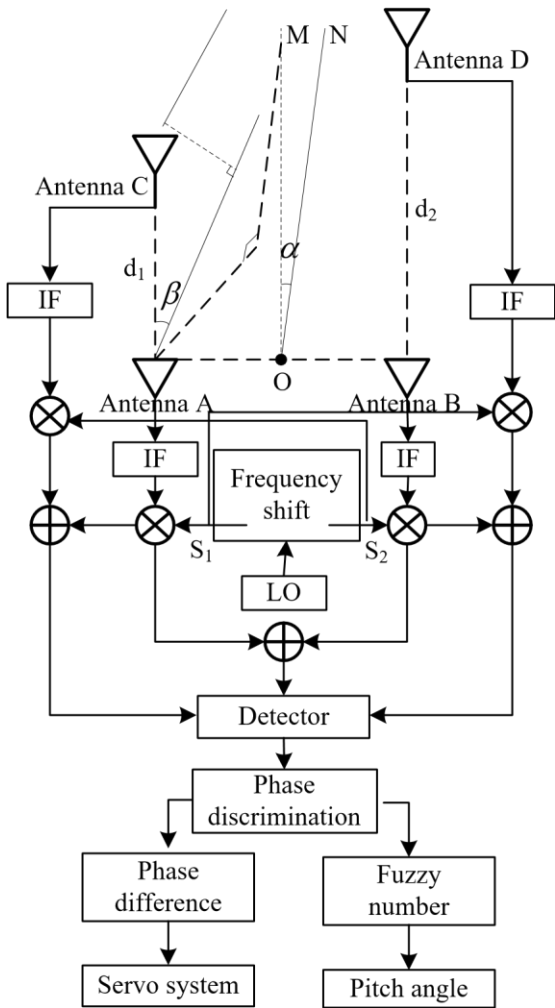 M
N
Antenna D
Antenna C
d₁
d₂
α
β
IF
IF
O
Antenna A
Antenna B
IF
IF
Frequency
shift
S₁
S₂
LO
Detector
Phase
discrimination
Phase
difference
Fuzzy
number
Servo system
Pitch angle